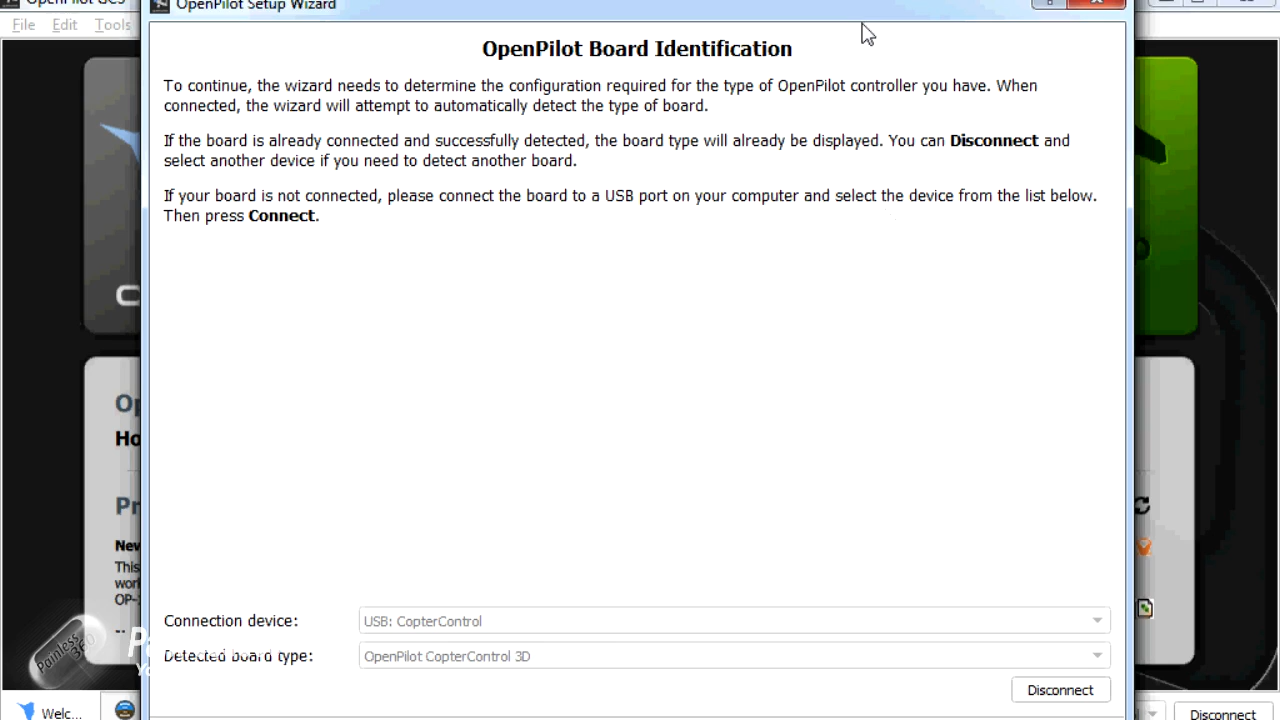 OpenPilot GCS
OpenPilot Setup Wizard
File Edit Tools
OpenPilot Board Identification
To continue, the wizard needs to determine the configuration required for the type of OpenPilot controller you have. When
connected, the wizard will attempt to automatically detect the type of board.
If the board is already connected and successfully detected, the board type will already be displayed. You can Disconnect and
select another device if you need to detect another board.
If your board is not connected, please connect the board to a USB port on your computer and select the device from the list below.
Then press Connect.
Connection device: USB: CopterControl
Detected board type: OpenPilot CopterControl 3D
Disconnect
Painless
360
Welc...
Disconnect